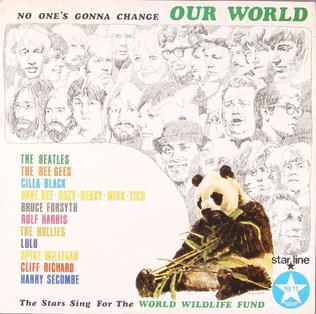 NO ONE'S GONNA CHANGE OUR WORLD
THE BEATLES
THE BEE GEES
CILLA BLACK
DAVE DEE · DOZY · BEAKY · MICK · TICH
BRUCE FORSYTH
ROLF HARRIS
THE HOLLIES
LULU
SPIKE MILLIGAN
CLIFF RICHARD
HARRY SECOMBE
star line
19/11
The Stars Sing For The WORLD WILDLIFE FUND